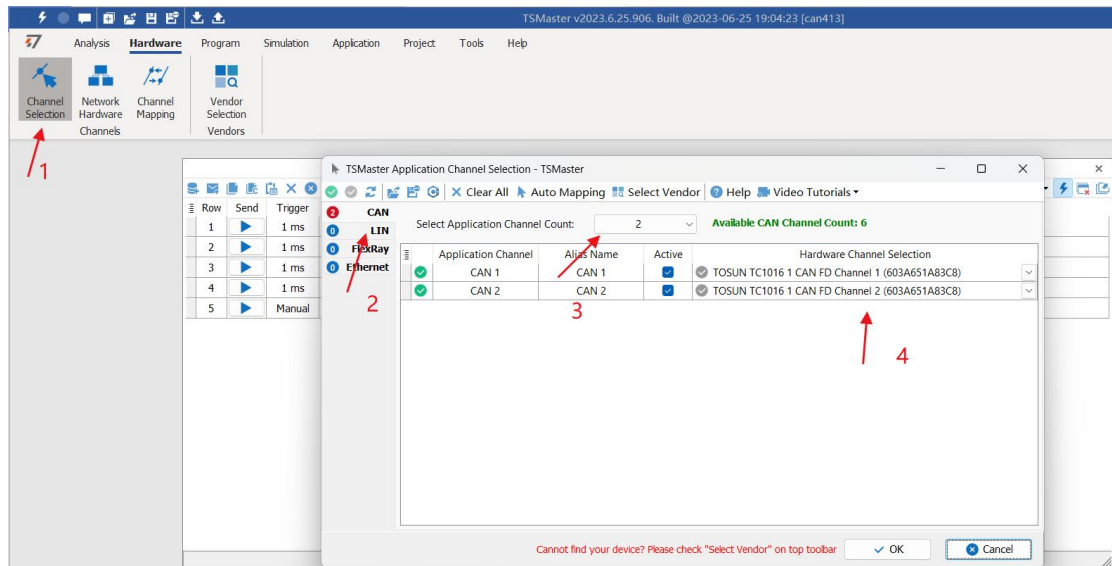 TSMaster v2023.6.25.906. Built @2023-06-25 19:04:23 [can413]
Analysis Hardware Program Simulation Application Project Tools Help
Channel Selection
Network Hardware
Channel Mapping
Vendor Selection
Channels Vendors
1
TSMaster Application Channel Selection - TSMaster
Clear All Auto Mapping Select Vendor Help Video Tutorials
Row Send Trigger
1 1 ms
2 1 ms
3 1 ms
4 1 ms
5 Manual
2 CAN
0 LIN
0 FlexRay
0 Ethernet
2
Select Application Channel Count: 2 Available CAN Channel Count: 6
Application Channel Alias Name Active Hardware Channel Selection
CAN 1 CAN 1 TOSUN TC1016 1 CAN FD Channel 1 (603A651A83C8)
CAN 2 CAN 2 TOSUN TC1016 1 CAN FD Channel 2 (603A651A83C8)
3
4
Cannot find your device? Please check "Select Vendor" on top toolbar OK Cancel